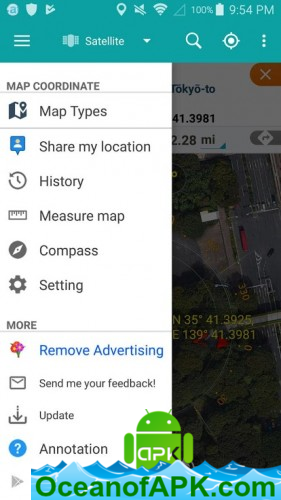 100% 9:54 PM
Satellite
MAP COORDINATE
Tōkyō-to
Map Types
41.3981
Share my location
2.28 mi
History
Measure map
Compass
330
Setting
N 35° 41.3925
E 139° 41.3981
MORE
Remove Advertising
Send me your feedback!
Update
Annotation
APK
OceanofAPK.com